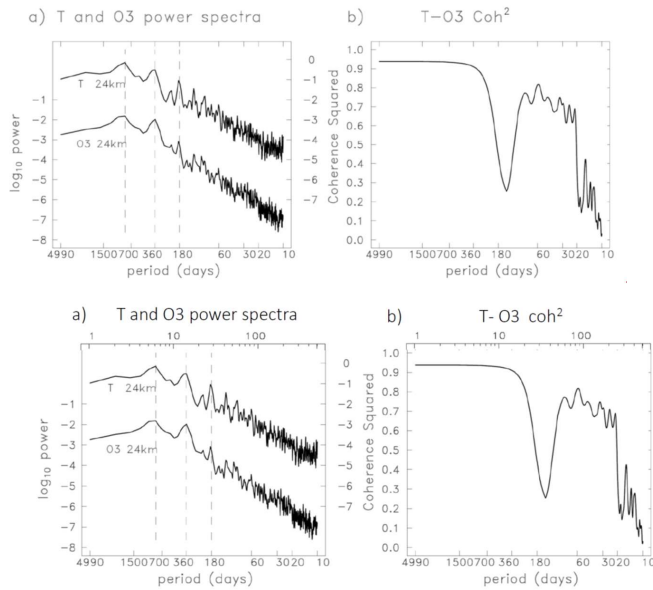 a) T and O3 power spectra
b) T-O3 Coh²
0
-1
-2
-3
-4
-5
-6
-7
-1
-2
-3
-4
-5
-6
-7
-8
T 24km
O3 24km
log₁₀ power
4990 1500700 360 180 60 3020 10
period (days)
1.0
0.9
0.8
0.7
0.6
0.5
0.4
0.3
0.2
0.1
0.0
Coherence Squared
4990 1500700 360 180 60 3020 10
period (days)
a) T and O3 power spectra
b) T- O3 coh²
1 10 100
1 10 100
0
-1
-2
-3
-4
-5
-6
-7
-1
-2
-3
-4
-5
-6
-7
-8
T 24km
O3 24km
log₁₀ power
4990 1500700 360 180 60 3020 10
period (days)
1.0
0.9
0.8
0.7
0.6
0.5
0.4
0.3
0.2
0.1
0.0
Coherence Squared
4990 1500700 360 180 60 3020 10
period (days)